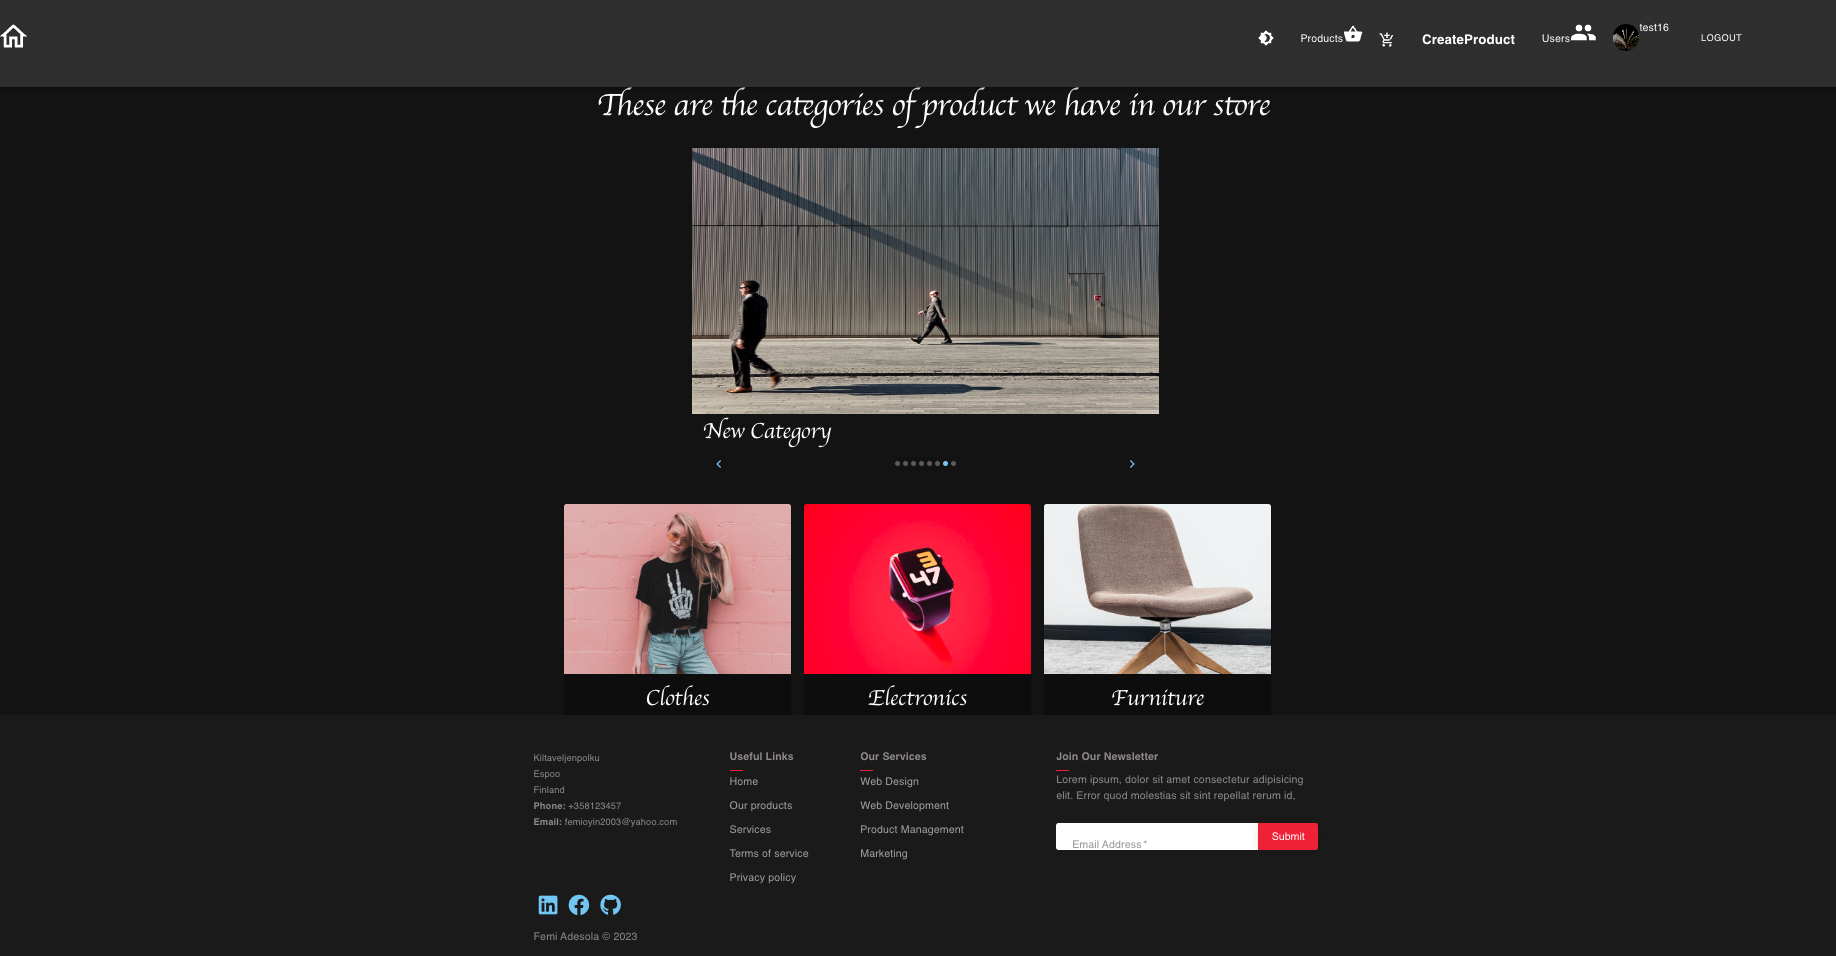 Products
CreateProduct
Users
test16
LOGOUT
These are the categories of product we have in our store
New Category
3
47
Clothes
Electronics
Furniture
Kiltaveljenpolku
Espoo
Finland
Phone: +358123457
Email: femioyin2003@yahoo.com
Useful Links
Home
Our products
Services
Terms of service
Privacy policy
Our Services
Web Design
Web Development
Product Management
Marketing
Join Our Newsletter
Lorem ipsum, dolor sit amet consectetur adipisicing
elit. Error quod molestias sit sint repellat rerum id,
Email Address *
Submit
in
Femi Adesola © 2023